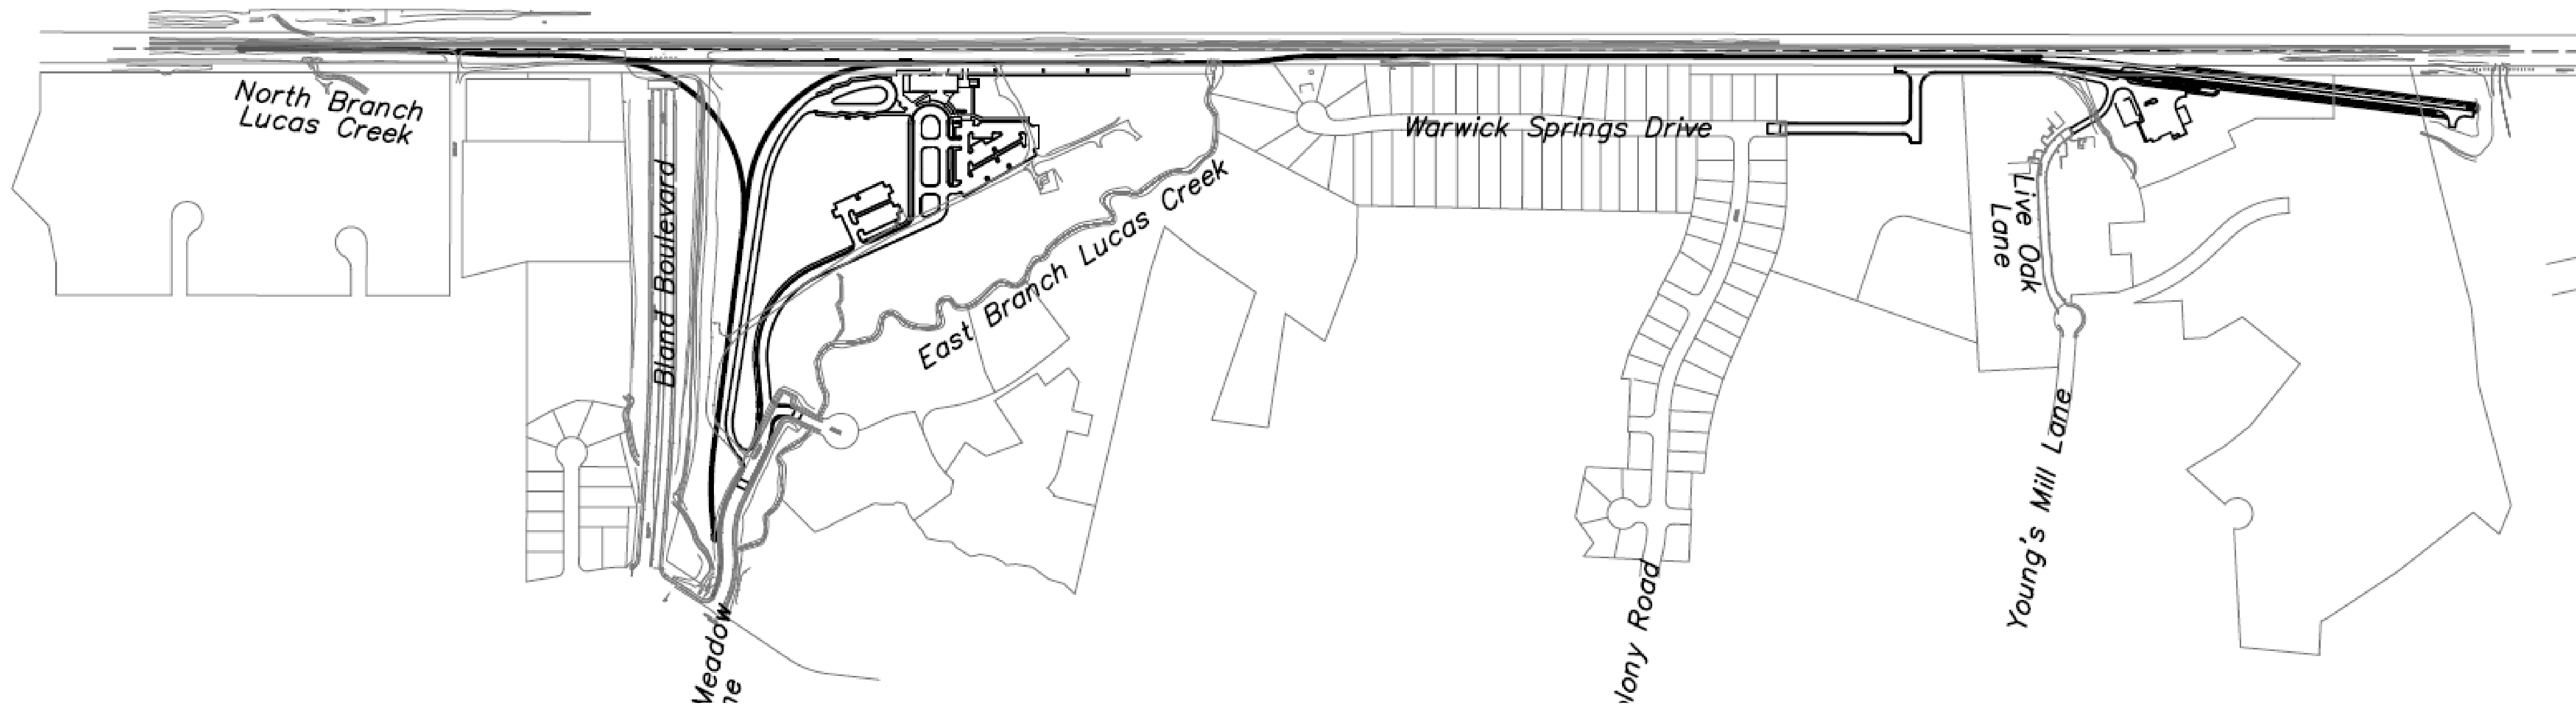 North Branch
Lucas Creek
Bland Boulevard
East Branch Lucas Creek
Warwick Springs Drive
Live Oak
Lane
Young's Mill Lane
Meadow
ne
lony Road